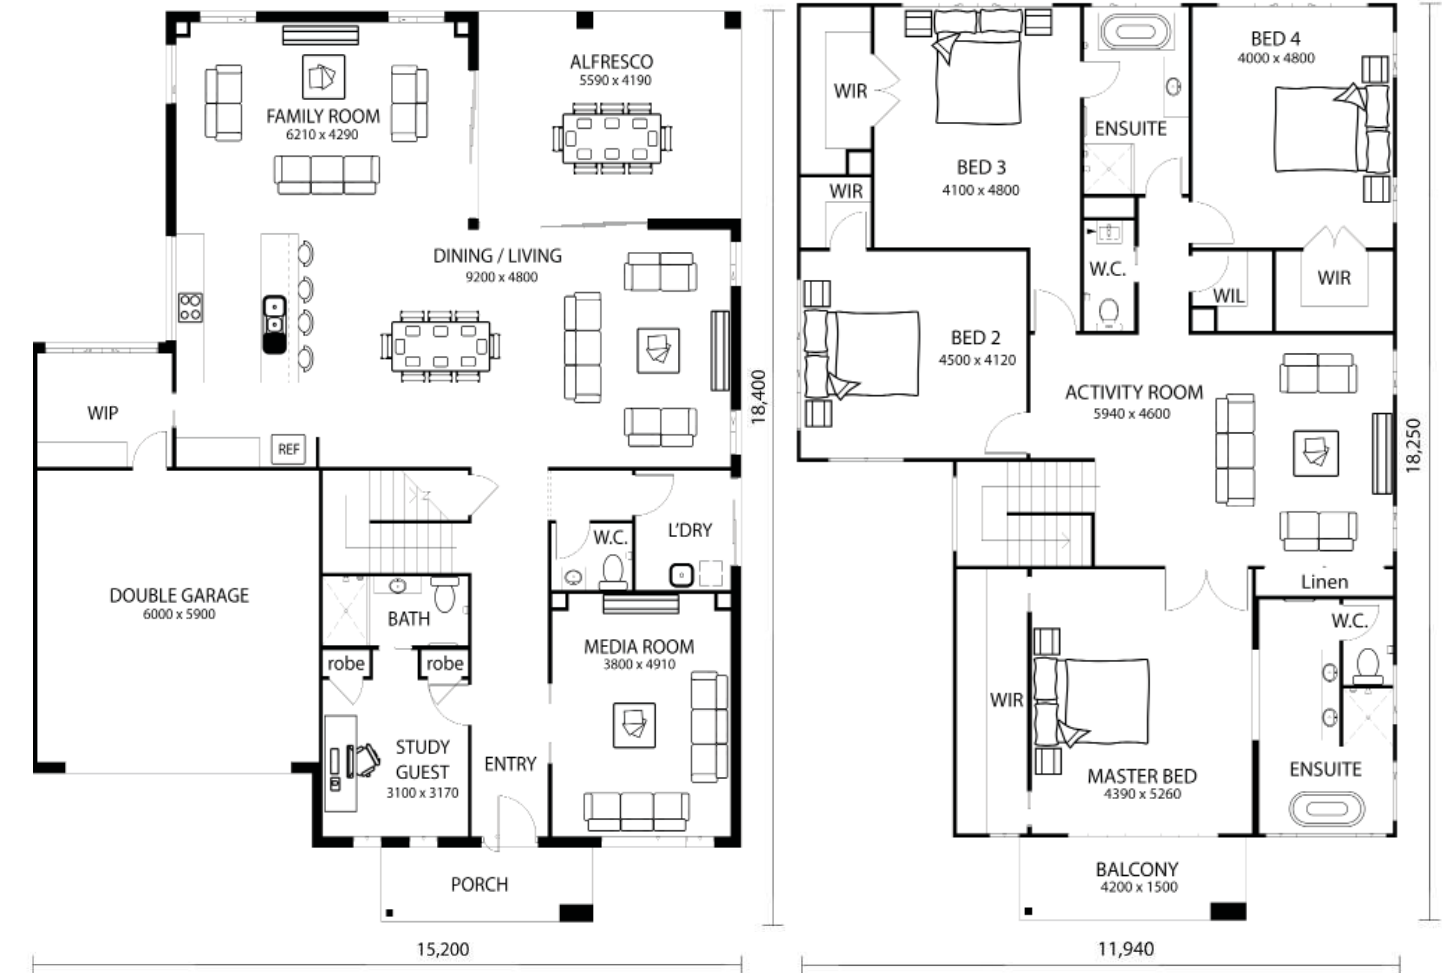 ALFRESCO
5590 x 4190
FAMILY ROOM
6210 x 4290
DINING / LIVING
9200 x 4800
WIP
REF
18,400
W.C.
L'DRY
DOUBLE GARAGE
6000 x 5900
BATH
robe
robe
MEDIA ROOM
3800 x 4910
STUDY
GUEST
3100 x 3170
ENTRY
PORCH
15,200
WIR
BED 4
4000 x 4800
ENSUITE
BED 3
4100 x 4800
WIR
W.C.
WIL
WIR
BED 2
4500 x 4120
ACTIVITY ROOM
5940 x 4600
18,250
Linen
W.C.
WIR
MASTER BED
4390 x 5260
ENSUITE
BALCONY
4200 x 1500
11,940